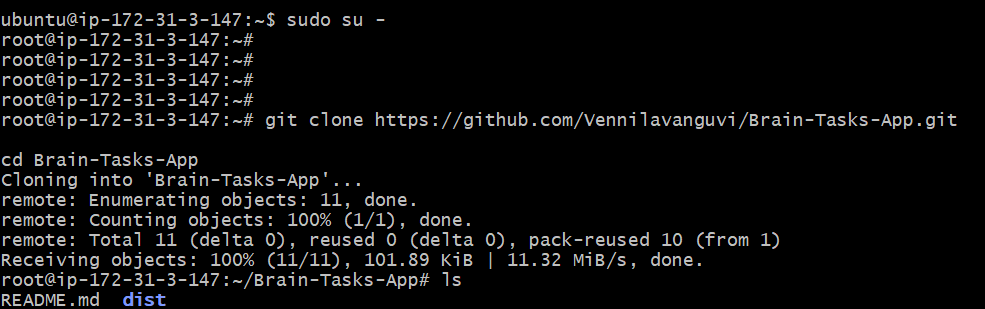 ubuntu@ip-172-31-3-147:~$ sudo su -
root@ip-172-31-3-147:~#
root@ip-172-31-3-147:~#
root@ip-172-31-3-147:~#
root@ip-172-31-3-147:~#
root@ip-172-31-3-147:~# git clone https://github.com/Vennilavanguvi/Brain-Tasks-App.git
cd Brain-Tasks-App
Cloning into 'Brain-Tasks-App'...
remote: Enumerating objects: 11, done.
remote: Counting objects: 100% (1/1), done.
remote: Total 11 (delta 0), reused 0 (delta 0), pack-reused 10 (from 1)
Receiving objects: 100% (11/11), 101.89 KiB | 11.32 MiB/s, done.
root@ip-172-31-3-147:~/Brain-Tasks-App# ls
README.md  dist